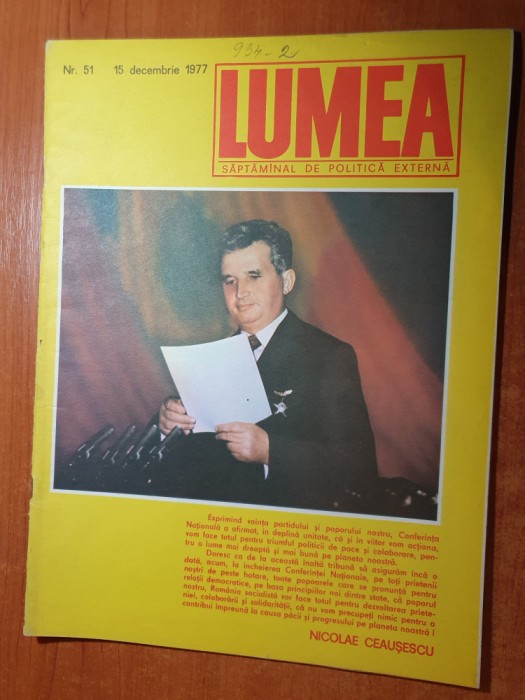 934-2
Nr. 51 15 decembrie 1977
LUMEA
SĂPTĂMÎNAL DE POLITICĂ EXTERNĂ
Exprimînd voința partidului și poporului nostru, Conferința
Națională a afirmat, în deplină unitate, că și în viitor vom acționa,
vom face totul pentru triumful politicii de pace și colaborare, pen-
tru o lume mai dreaptă și mai bună pe planeta noastră.
Doresc ca de la această înaltă tribună să asigurăm încă o
dată, acum, la încheierea Conferinței Naționale, pe toți prietenii
noștri de peste hotare, toate popoarele care se pronunță pentru
relații democratice, pe baza principiilor noi dintre state, că poporul
nostru, România socialistă vor face totul pentru dezvoltarea priete-
niei, colaborării și solidarității, că nu vom precupeți nimic pentru a
contribui împreună la cauza păcii și progresului pe planeta noastră !
NICOLAE CEAUȘESCU